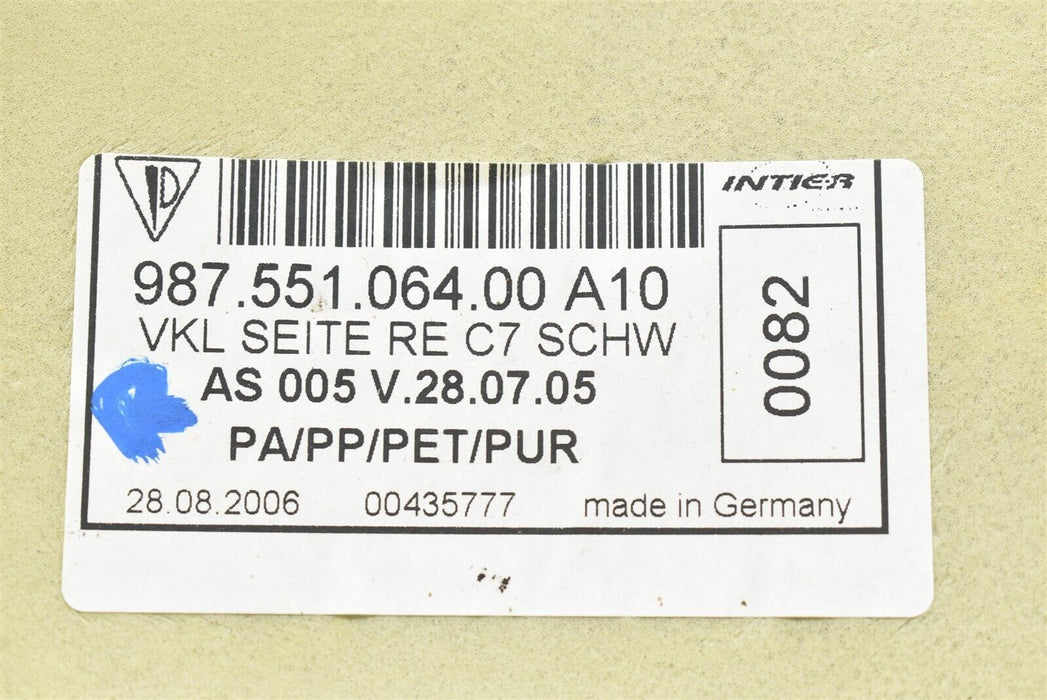 INTIER
987.551.064.00 A10
VKL SEITE RE C7 SCHW
AS 005 V.28.07.05
PA/PP/PET/PUR
0082
28.08.2006 00435777 made in Germany